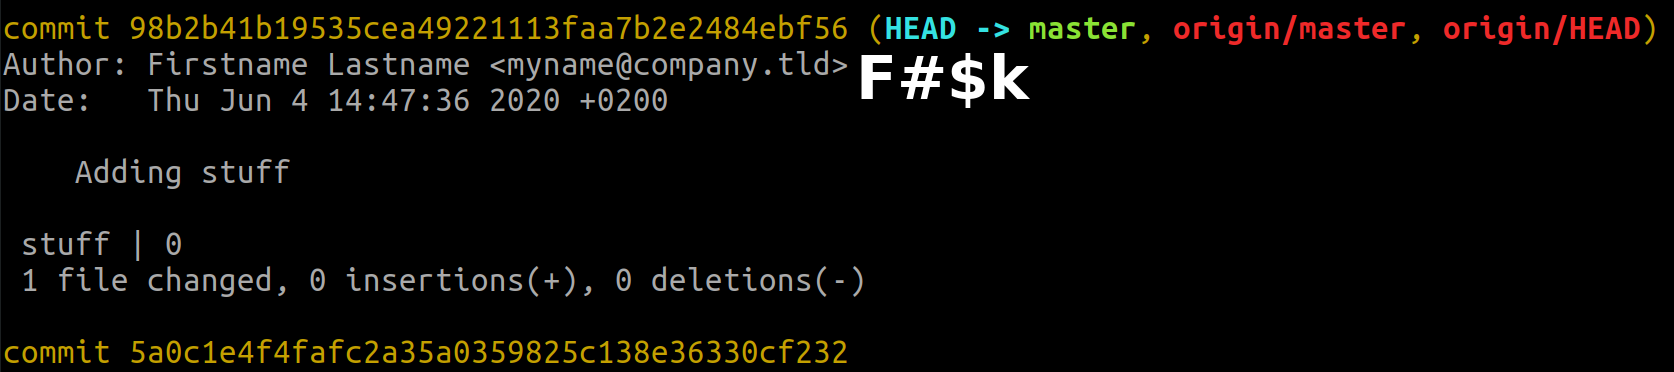 commit 98b2b41b19535cea49221113faa7b2e2484ebf56 (HEAD -> master, origin/master, origin/HEAD)
Author: Firstname Lastname <myname@company.tld> F#$k
Date:   Thu Jun 4 14:47:36 2020 +0200
Adding stuff
stuff | 0
1 file changed, 0 insertions(+), 0 deletions(-)
commit 5a0c1e4f4fafc2a35a0359825c138e36330cf232